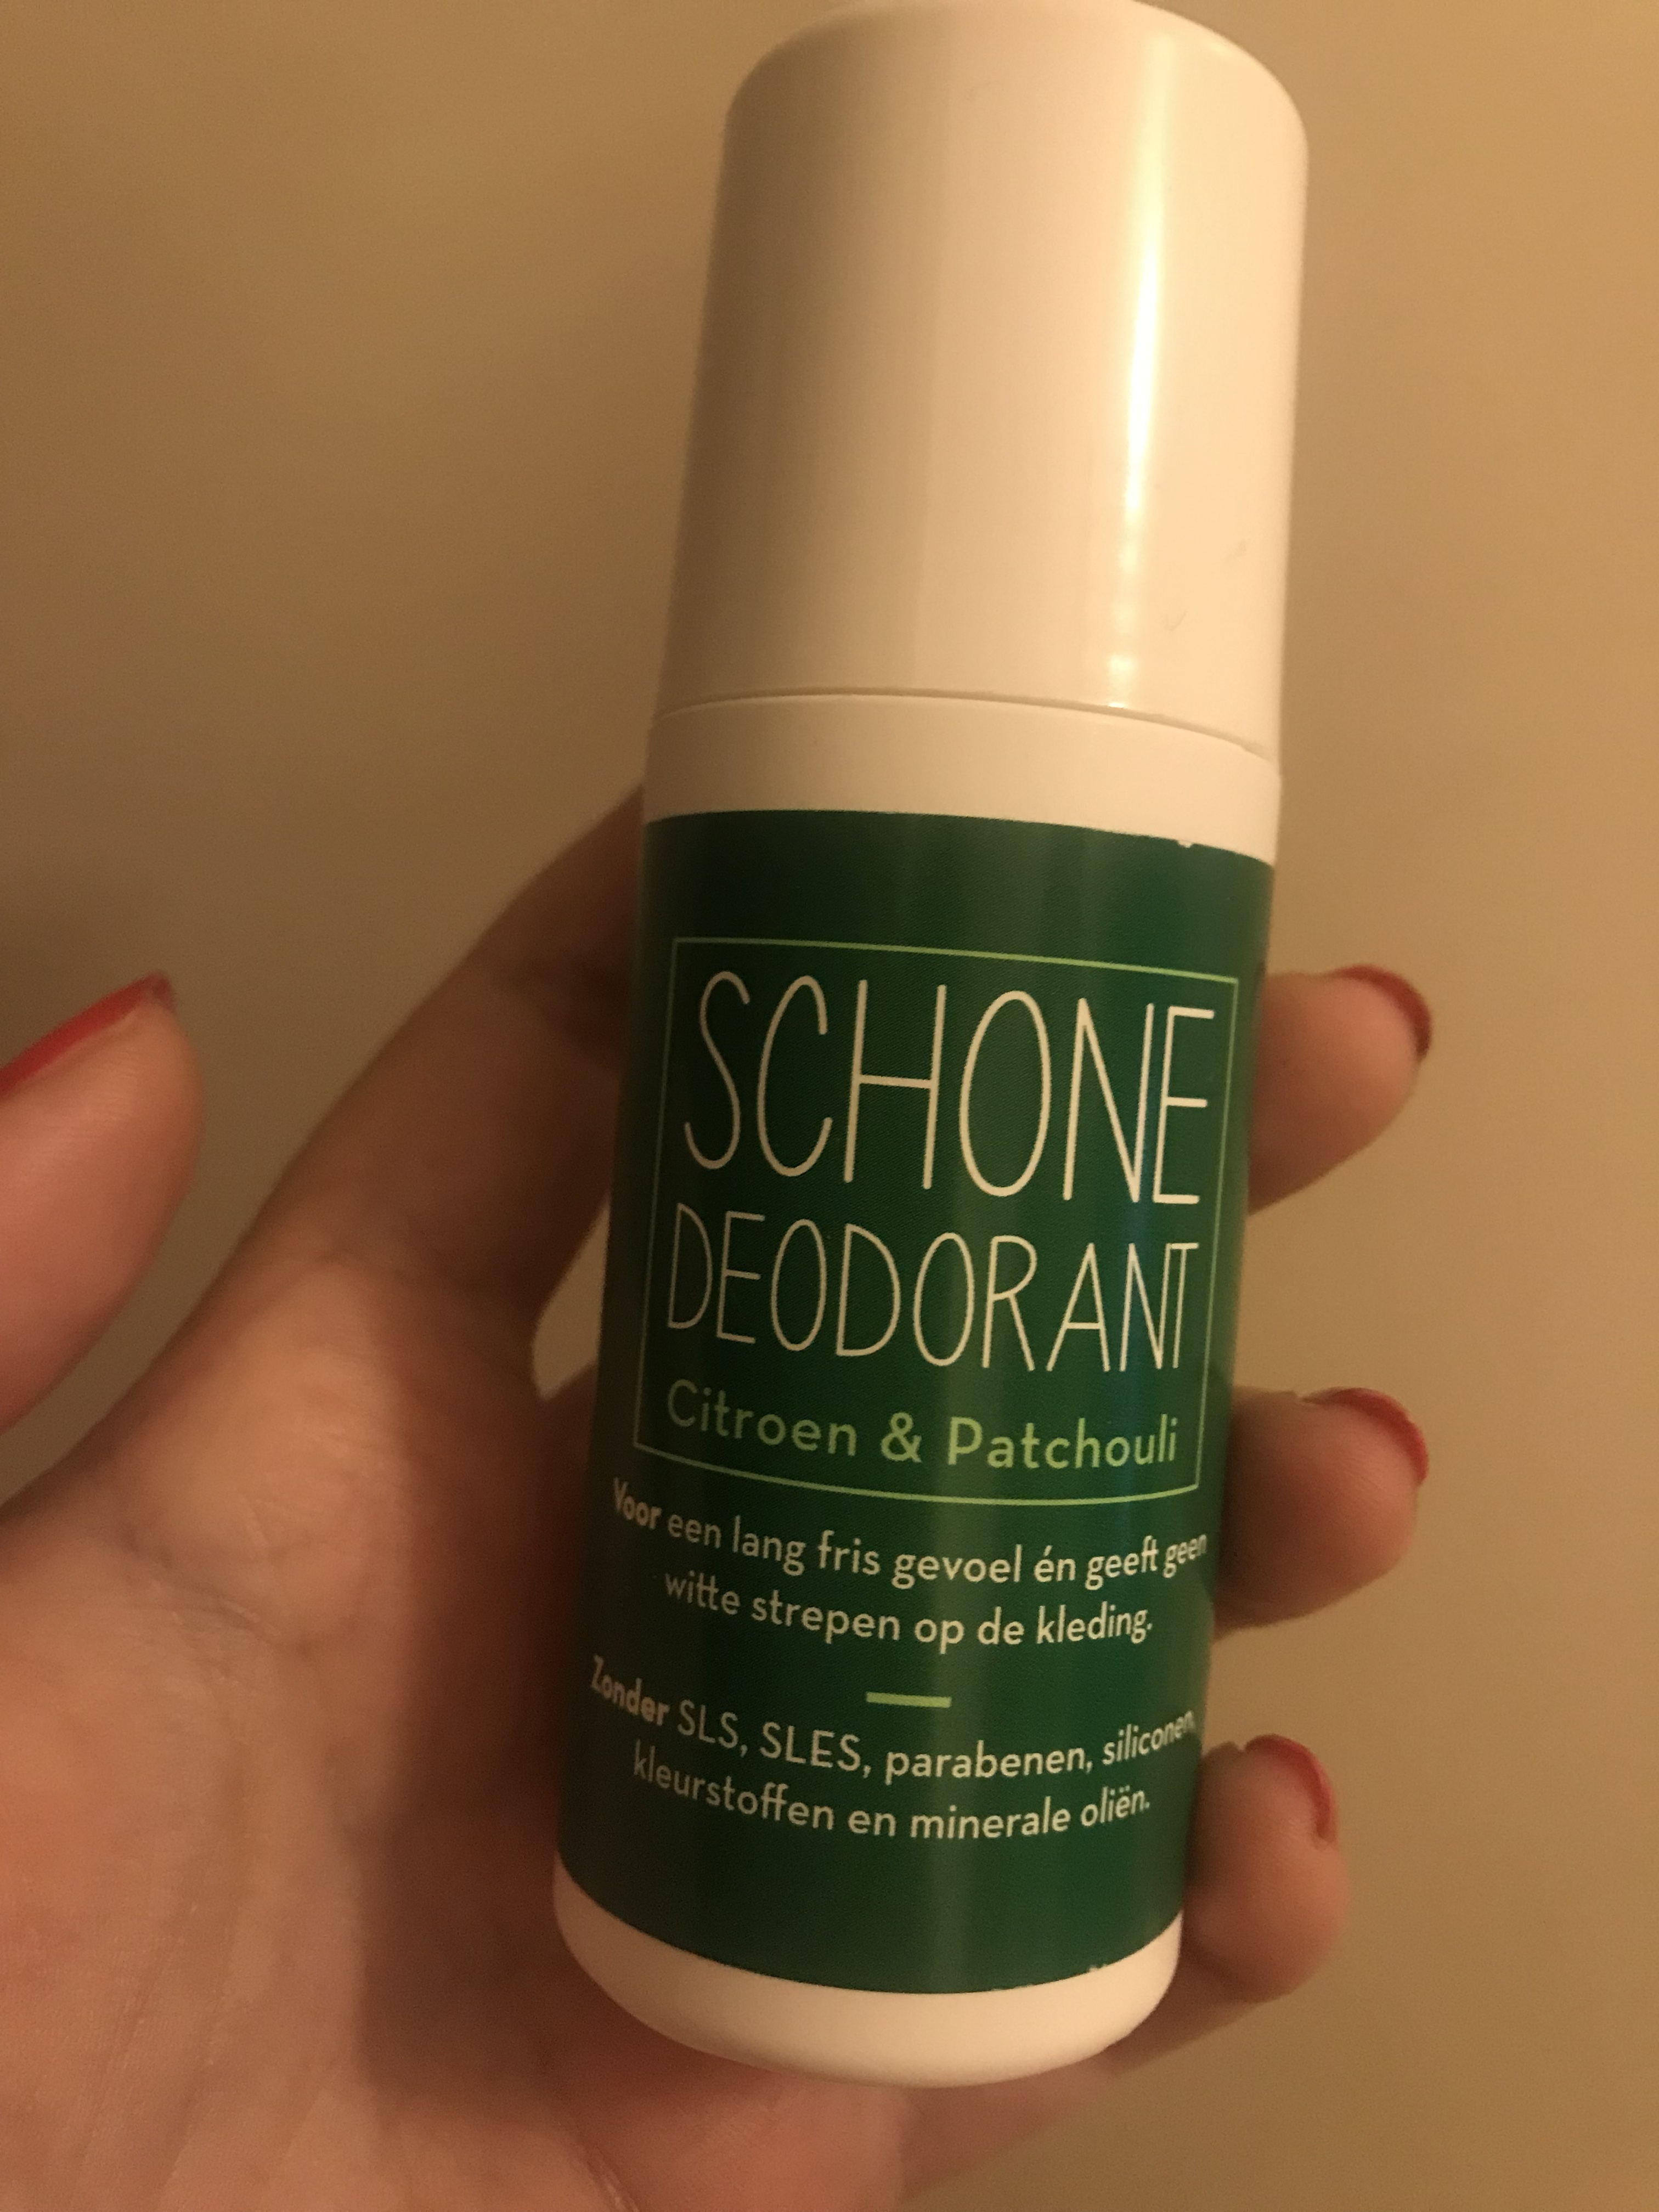 SCHONE
DEODORANT
Citroen & Patchouli
Voor een lang fris gevoel én geeft geen
witte strepen op de kleding.
Zonder SLS, SLES, parabenen, siliconen,
kleurstoffen en minerale oliën.